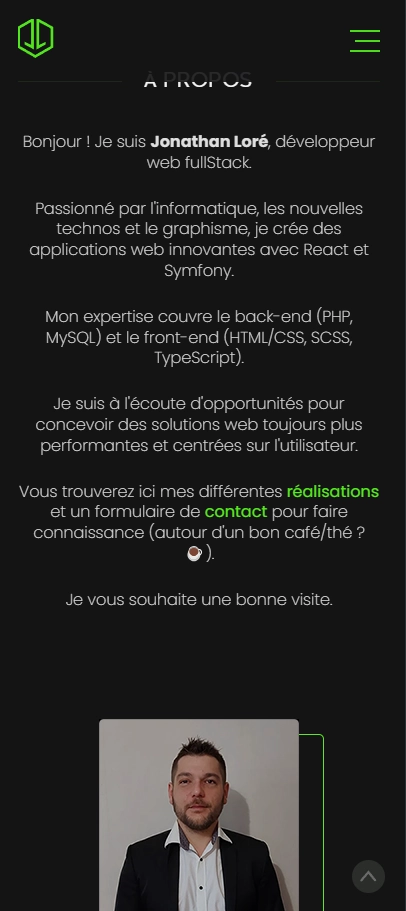 À PROPOS
Bonjour ! Je suis Jonathan Loré, développeur
web fullStack.
Passionné par l'informatique, les nouvelles
technos et le graphisme, je crée des
applications web innovantes avec React et
Symfony.
Mon expertise couvre le back-end (PHP,
MySQL) et le front-end (HTML/CSS, SCSS,
TypeScript).
Je suis à l'écoute d'opportunités pour
concevoir des solutions web toujours plus
performantes et centrées sur l'utilisateur.
Vous trouverez ici mes différentes réalisations
et un formulaire de contact pour faire
connaissance (autour d'un bon café/thé ?
☕ ).
Je vous souhaite une bonne visite.